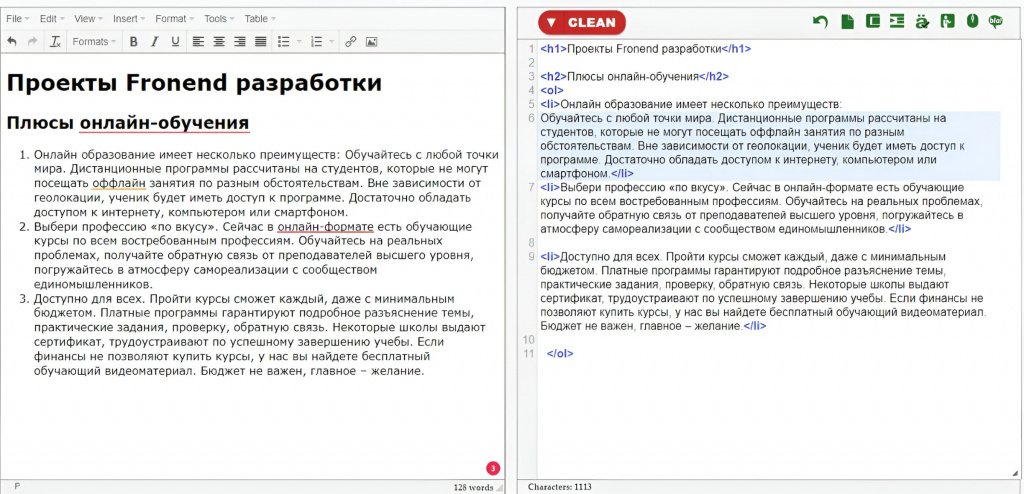 File Edit View Insert Format Tools Table
Formats B I U
Проекты Fronend разработки
Плюсы онлайн-обучения
1. Онлайн образование имеет несколько преимуществ: Обучайтесь с любой точки
мира. Дистанционные программы рассчитаны на студентов, которые не могут
посещать оффлайн занятия по разным обстоятельствам. Вне зависимости от
геолокации, ученик будет иметь доступ к программе. Достаточно обладать
доступом к интернету, компьютером или смартфоном.
2. Выбери профессию «по вкусу». Сейчас в онлайн-формате есть обучающие
курсы по всем востребованным профессиям. Обучайтесь на реальных
проблемах, получайте обратную связь от преподавателей высшего уровня,
погружайтесь в атмосферу самореализации с сообществом
единомышленников.
3. Доступно для всех. Пройти курсы сможет каждый, даже с минимальным
бюджетом. Платные программы гарантируют подробное разъяснение темы,
практические задания, проверку, обратную связь. Некоторые школы выдают
сертификат, трудоустраивают по успешному завершению учебы. Если
финансы не позволяют купить курсы, у нас вы найдете бесплатный
обучающий видеоматериал. Бюджет не важен, главное – желание.
3
P
128 words
▼ CLEAN
ä
bla!
1 <h1>Проекты Fronend разработки</h1>
2
3 <h2>Плюсы онлайн-обучения</h2>
4 <ol>
5 <li>Онлайн образование имеет несколько преимуществ:
6 Обучайтесь с любой точки мира. Дистанционные программы рассчитаны на
студентов, которые не могут посещать оффлайн занятия по разным
обстоятельствам. Вне зависимости от геолокации, ученик будет иметь доступ к
программе. Достаточно обладать доступом к интернету, компьютером или
смартфоном.</li>
7 <li>Выбери профессию «по вкусу». Сейчас в онлайн-формате есть обучающие
курсы по всем востребованным профессиям. Обучайтесь на реальных проблемах,
получайте обратную связь от преподавателей высшего уровня, погружайтесь в
атмосферу самореализации с сообществом единомышленников.</li>
8
9 <li>Доступно для всех. Пройти курсы сможет каждый, даже с минимальным
бюджетом. Платные программы гарантируют подробное разъяснение темы,
практические задания, проверку, обратную связь. Некоторые школы выдают
сертификат, трудоустраивают по успешному завершению учебы. Если финансы не
позволяют купить курсы, у нас вы найдете бесплатный обучающий видеоматериал.
Бюджет не важен, главное – желание.</li>
10
11 </ol>
Characters: 1113